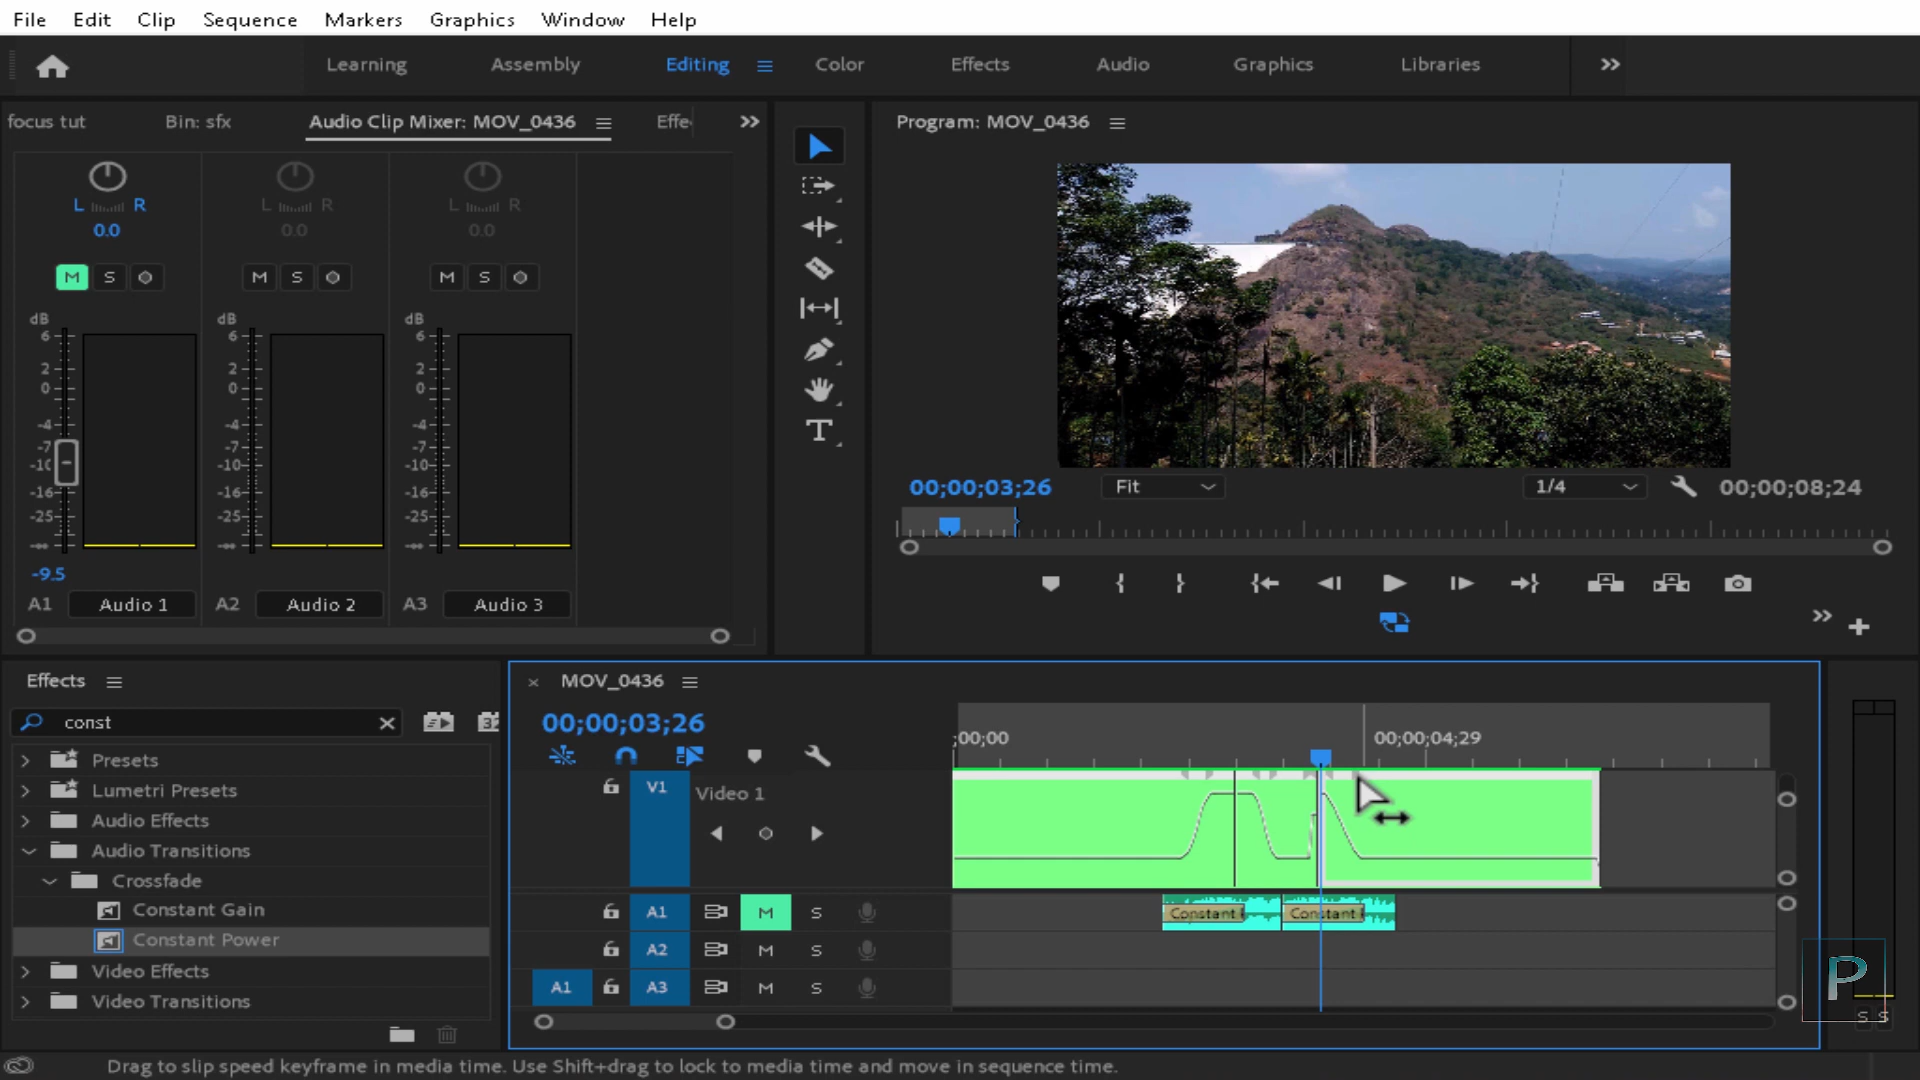 File Edit Clip Sequence Markers Graphics Window Help
Learning Assembly Editing Color Effects Audio Graphics Libraries
focus tut Bin: sfx Audio Clip Mixer: MOV_0436 Effe
Program: MOV_0436
L R L R L R
0.0 0.0 0.0
M S M S M S
dB dB dB
6 6 6
2 2 2
0 0 0
-4 -4 -4
-7 -7 -7
-10 -10 -10
-16 -16 -16
-25 -25 -25
-∞ -∞ -∞
-9.5
A1 Audio 1 A2 Audio 2 A3 Audio 3
00;00;03;26 Fit 1/4 00;00;08;24
Effects
const
32
Presets
Lumetri Presets
Audio Effects
Audio Transitions
Crossfade
Constant Gain
Constant Power
Video Effects
Video Transitions
× MOV_0436
00;00;03;26
;00;00 00;00;04;29
V1 Video 1
A1 M S Constant Constant
A2 M S
A1 A3 M S
P
S S
Drag to slip speed keyframe in media time. Use Shift+drag to lock to media time and move in sequence time.